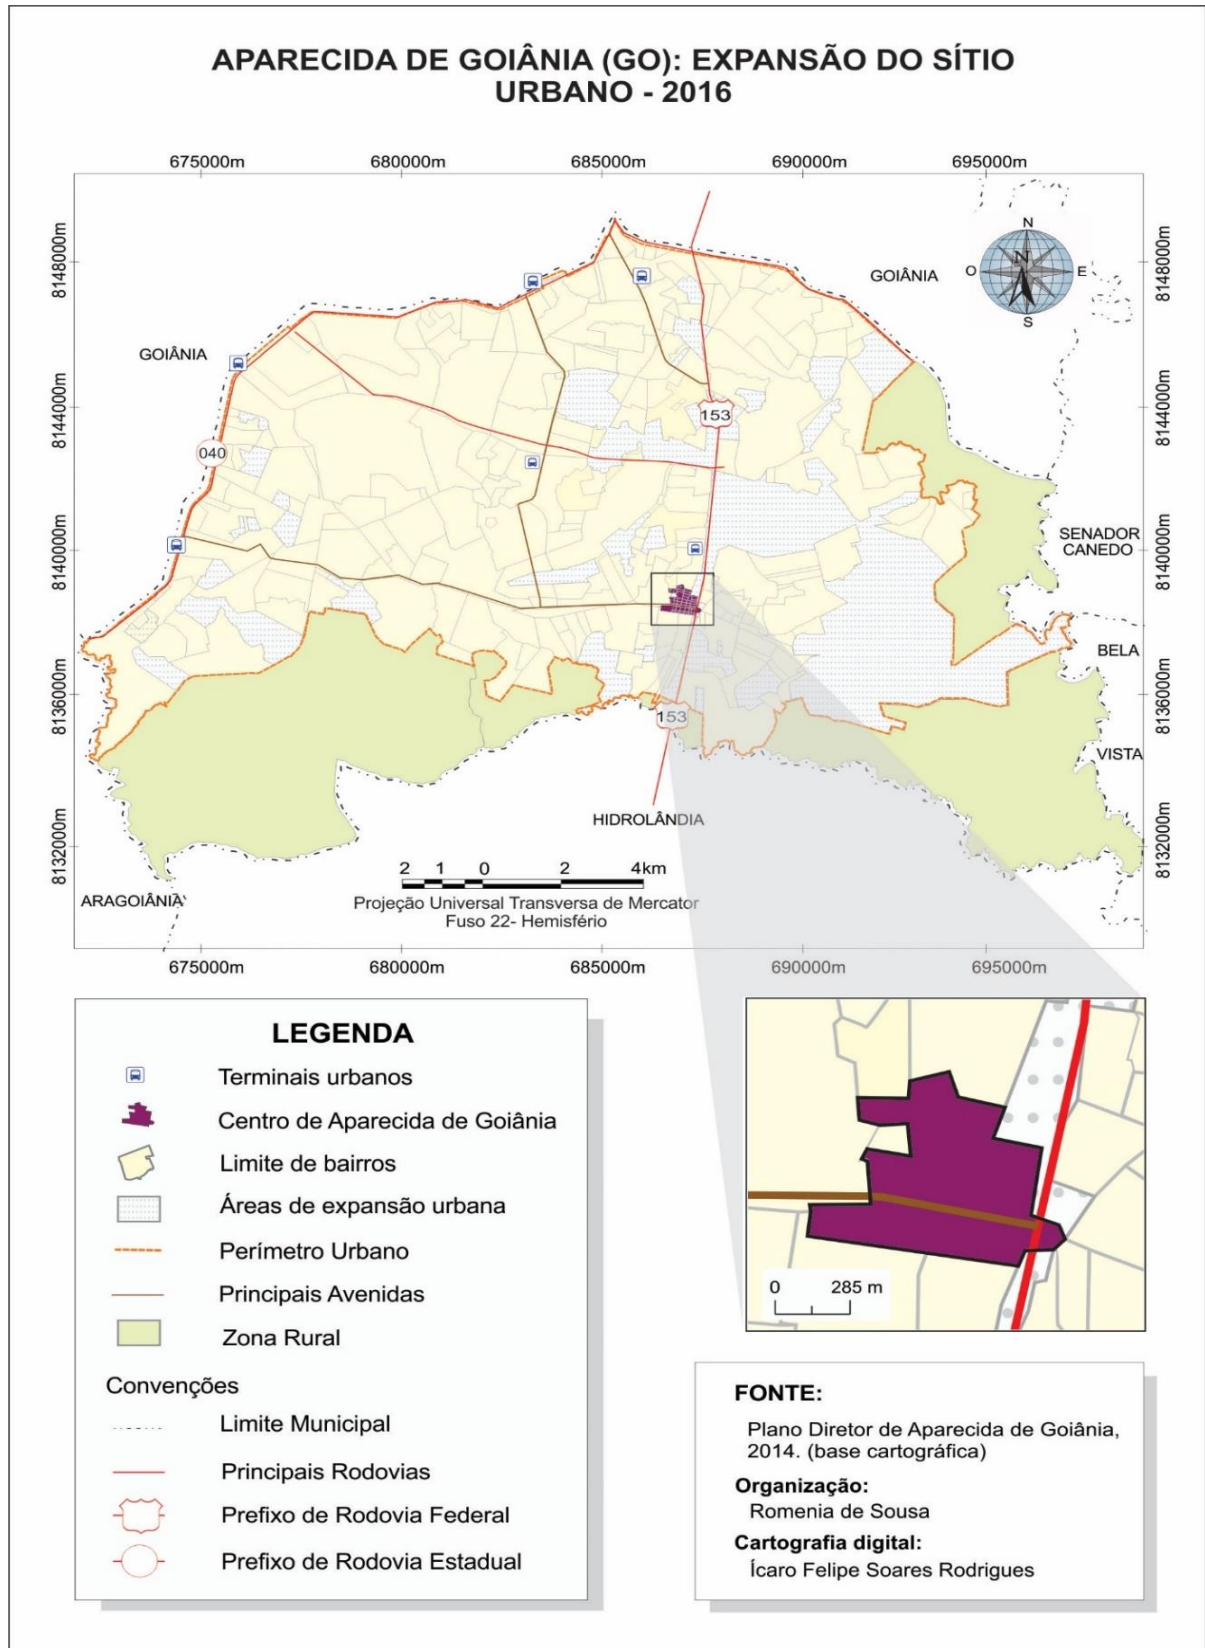 APARECIDA DE GOIÂNIA (GO): EXPANSÃO DO SÍTIO
URBANO - 2016
675000m
680000m
685000m
690000m
695000m
8148000m
8144000m
8140000m
8136000m
8132000m
8148000m
8144000m
8140000m
8136000m
8132000m
N
N
O
E
S
GOIÂNIA
GOIÂNIA
153
040
SENADOR
CANEDO
BELA
VISTA
153
HIDROLÂNDIA
ARAGOIÂNIA
2 1 0 2 4km
Projeção Universal Transversa de Mercator
Fuso 22- Hemisfério
675000m
680000m
685000m
690000m
695000m
LEGENDA
Terminais urbanos
Centro de Aparecida de Goiânia
Limite de bairros
Áreas de expansão urbana
Perímetro Urbano
Principais Avenidas
Zona Rural
Convenções
Limite Municipal
Principais Rodovias
Prefixo de Rodovia Federal
Prefixo de Rodovia Estadual
0 285 m
FONTE:
Plano Diretor de Aparecida de Goiânia,
2014. (base cartográfica)
Organização:
Romenia de Sousa
Cartografia digital:
Ícaro Felipe Soares Rodrigues